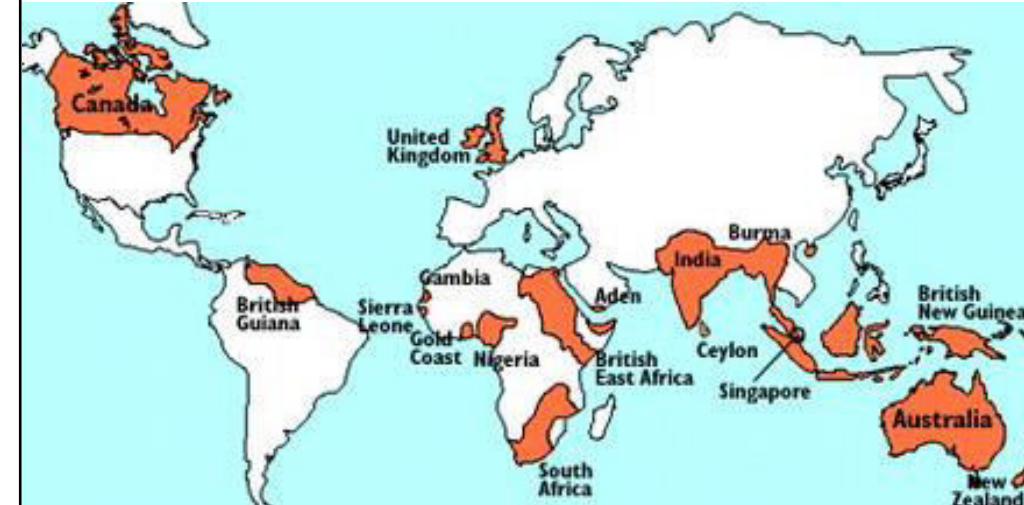 Canada
United
Kingdom
Burma
India
Gambia
Aden
British
Guiana
Sierra
Leone
British
New Guinea
Gold
Coast
Nigeria
British
East Africa
Ceylon
Singapore
Australia
South
Africa
New
Zealand